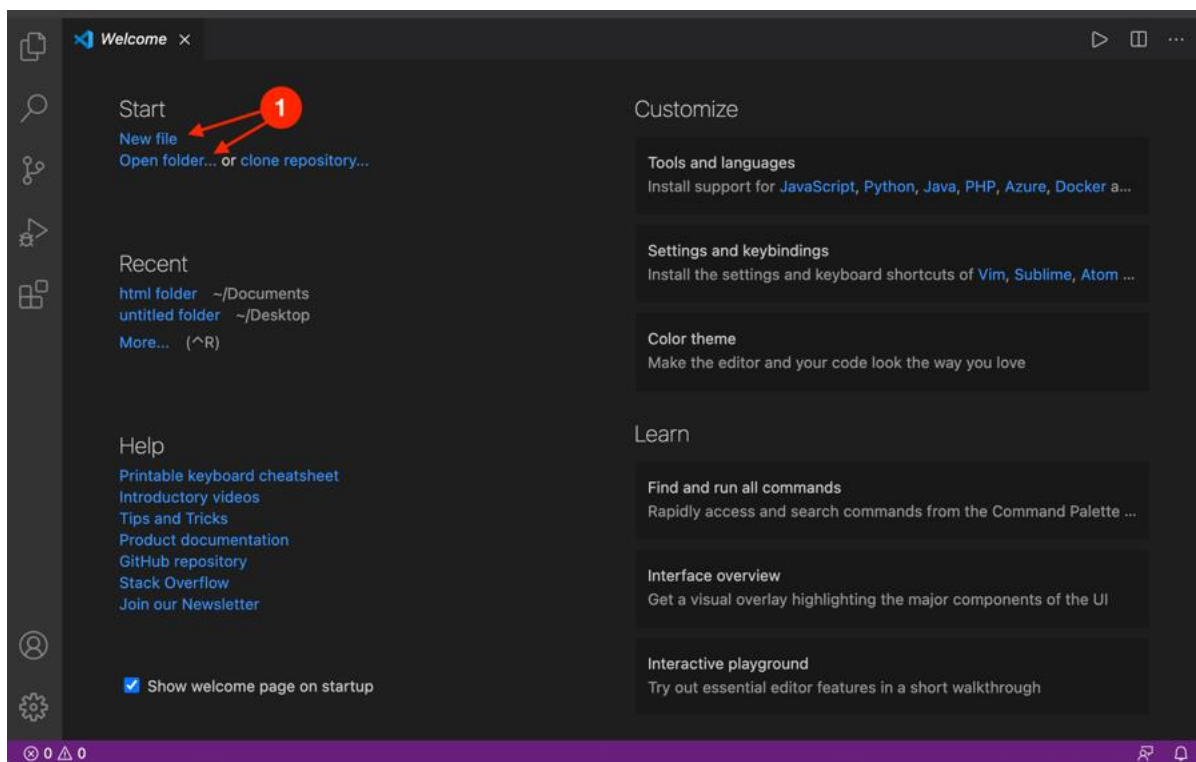 Welcome
Start
1
New file
Open folder... or clone repository...
Recent
html folder ~/Documents
untitled folder ~/Desktop
More... (^R)
Help
Printable keyboard cheatsheet
Introductory videos
Tips and Tricks
Product documentation
GitHub repository
Stack Overflow
Join our Newsletter
Show welcome page on startup
Customize
Tools and languages
Install support for JavaScript, Python, Java, PHP, Azure, Docker a...
Settings and keybindings
Install the settings and keyboard shortcuts of Vim, Sublime, Atom ...
Color theme
Make the editor and your code look the way you love
Learn
Find and run all commands
Rapidly access and search commands from the Command Palette ...
Interface overview
Get a visual overlay highlighting the major components of the UI
Interactive playground
Try out essential editor features in a short walkthrough
0 0